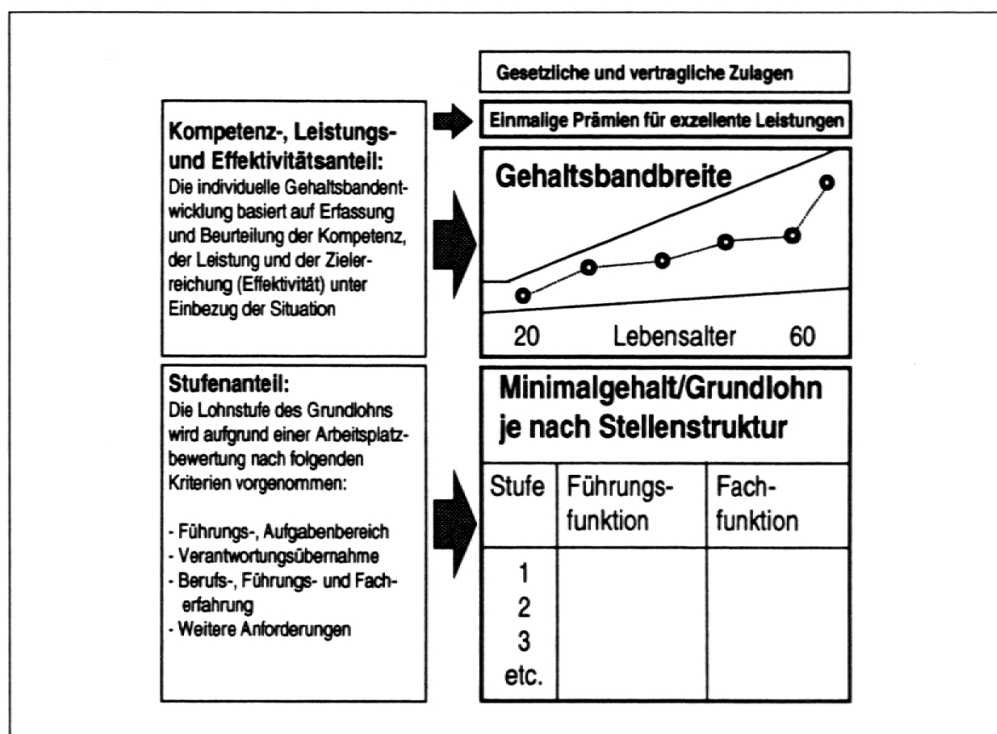 Gesetzliche und vertragliche Zulagen
Einmalige Prämien für exzellente Leistungen
Kompetenz-, Leistungs-
und Effektivitätsanteil:
Die individuelle Gehaltsbandent-
wicklung basiert auf Erfassung
und Beurteilung der Kompetenz,
der Leistung und der Zieler-
reichung (Effektivität) unter
Einbezug der Situation
Gehaltsbandbreite
20 Lebensalter 60
Stufenanteil:
Die Lohnstufe des Grundlohns
wird aufgrund einer Arbeitsplatz-
bewertung nach folgenden
Kriterien vorgenommen:
- Führungs-, Aufgabenbereich
- Verantwortungsübernahme
- Berufs-, Führungs- und Fach-
erfahrung
- Weitere Anforderungen
Minimalgehalt/Grundlohn
je nach Stellenstruktur
Stufe Führungs- Fach-
funktion funktion
1
2
3
etc.